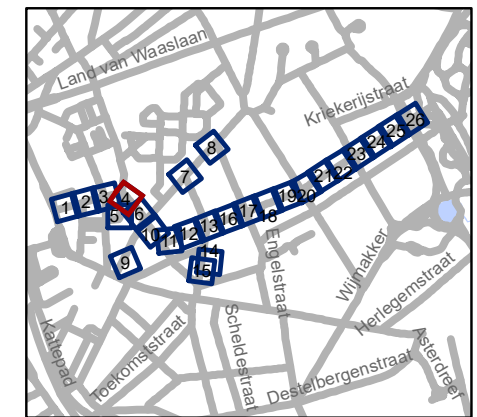 Land van Waaslaan
Kriekerijstraat
8
7
26
25
24
23
22
21
20
19
18
17
16
13
12
11
10
1
2
3
4
5
6
9
14
15
Engelstraat
Wijmakker
Herlegemstraat
Kattepad
Toekomststraat
Scheldestraat
Destelbergenstraat
Asterdreef